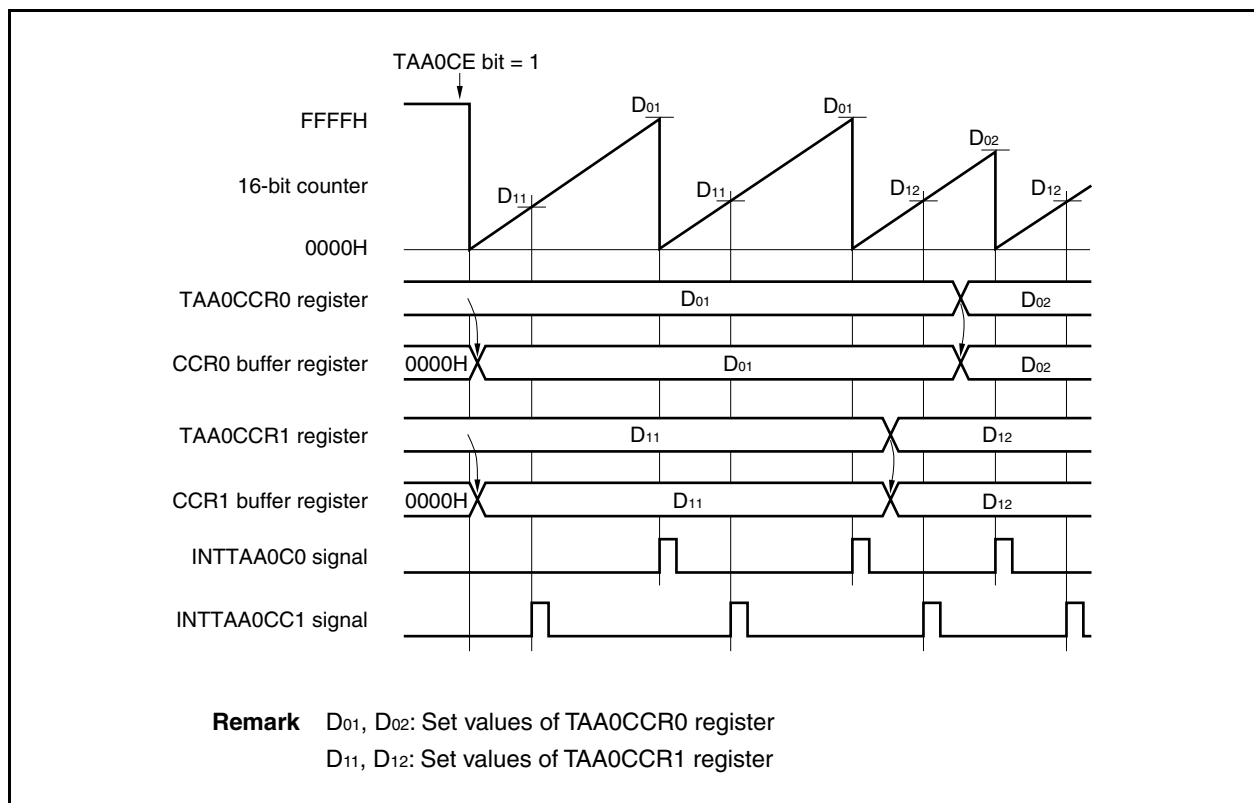 TAA0CE bit = 1
FFFFH
D01
D01
D02
16-bit counter
D11
D11
D12
D12
0000H
TAA0CCR0 register
D01
D02
CCR0 buffer register
0000H
D01
D02
TAA0CCR1 register
D11
D12
CCR1 buffer register
0000H
D11
D12
INTTAA0C0 signal
INTTAA0CC1 signal
Remark D01, D02: Set values of TAA0CCR0 register
D11, D12: Set values of TAA0CCR1 register